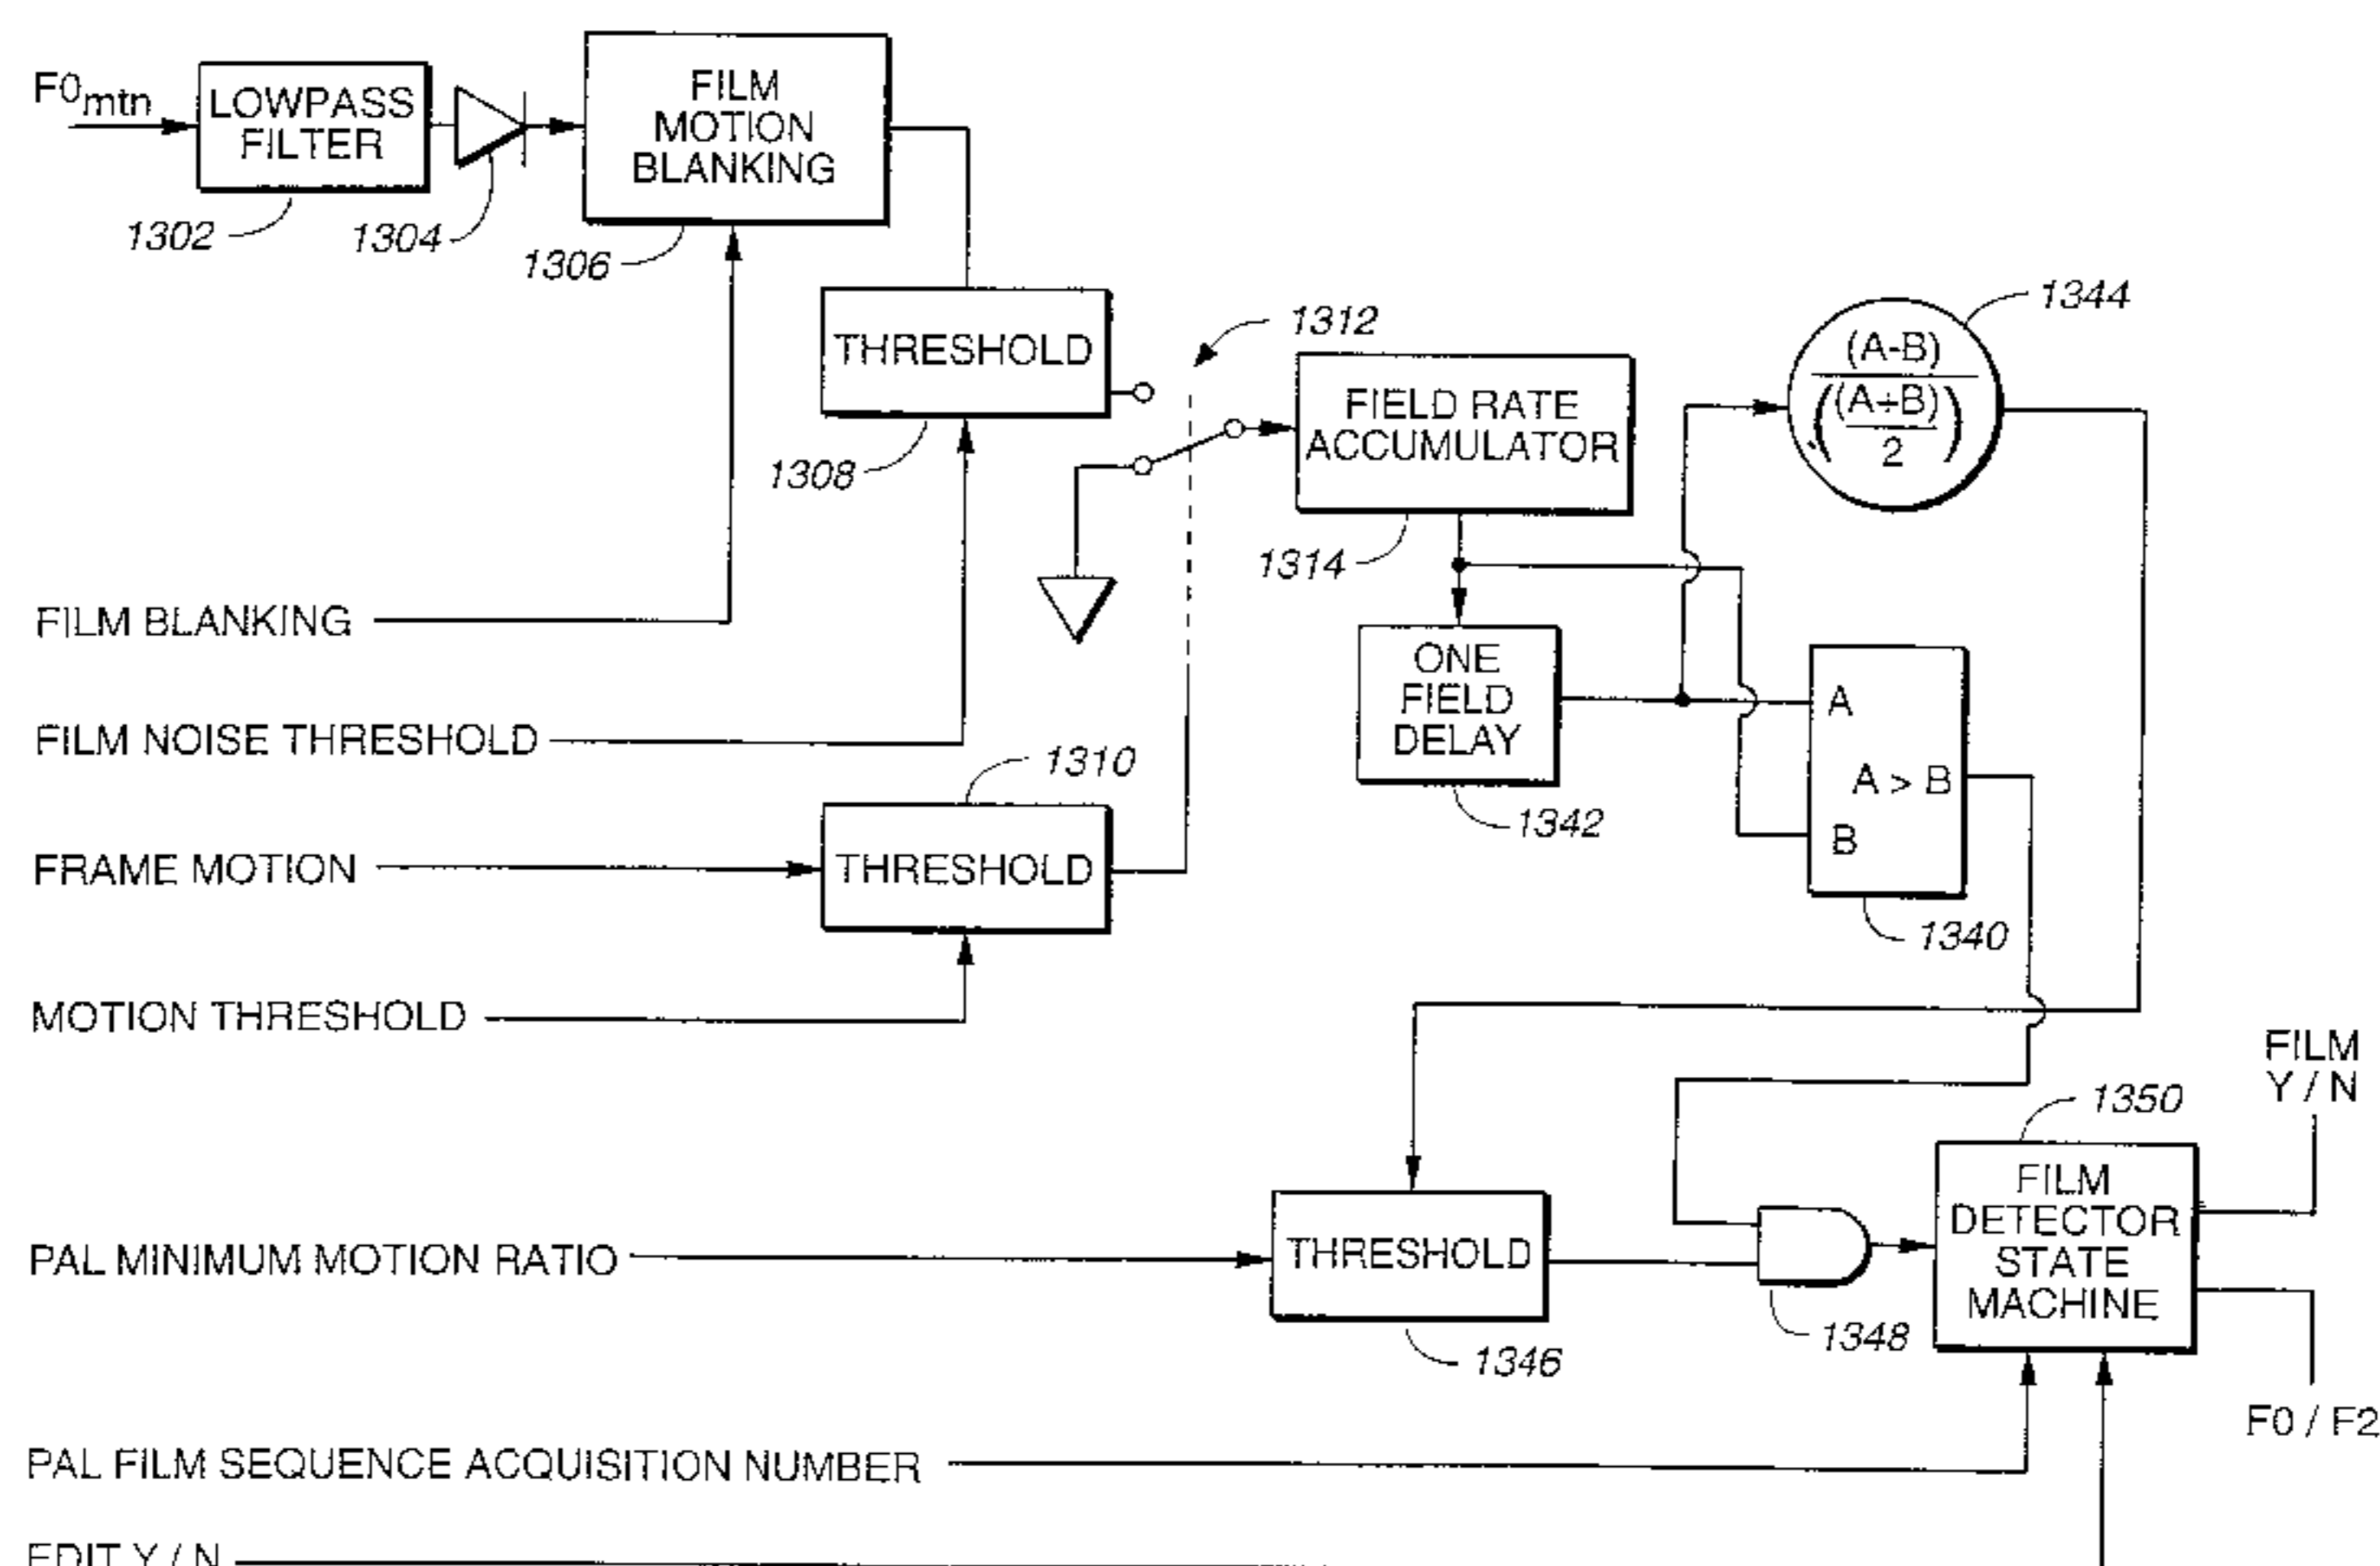 F0mtn
LOWPASS
FILTER
FILM
MOTION
BLANKING
1302
1304
1306
THRESHOLD
1308
1312
FIELD RATE
ACCUMULATOR
1314
(A-B)
((A+B)
2)
1344
FILM BLANKING
ONE
FIELD
DELAY
1342
A
A > B
B
1340
FILM NOISE THRESHOLD
1310
FRAME MOTION
THRESHOLD
MOTION THRESHOLD
FILM
Y / N
1350
PAL MINIMUM MOTION RATIO
THRESHOLD
1346
1348
FILM
DETECTOR
STATE
MACHINE
F0 / F2
PAL FILM SEQUENCE ACQUISITION NUMBER
EDIT Y / N